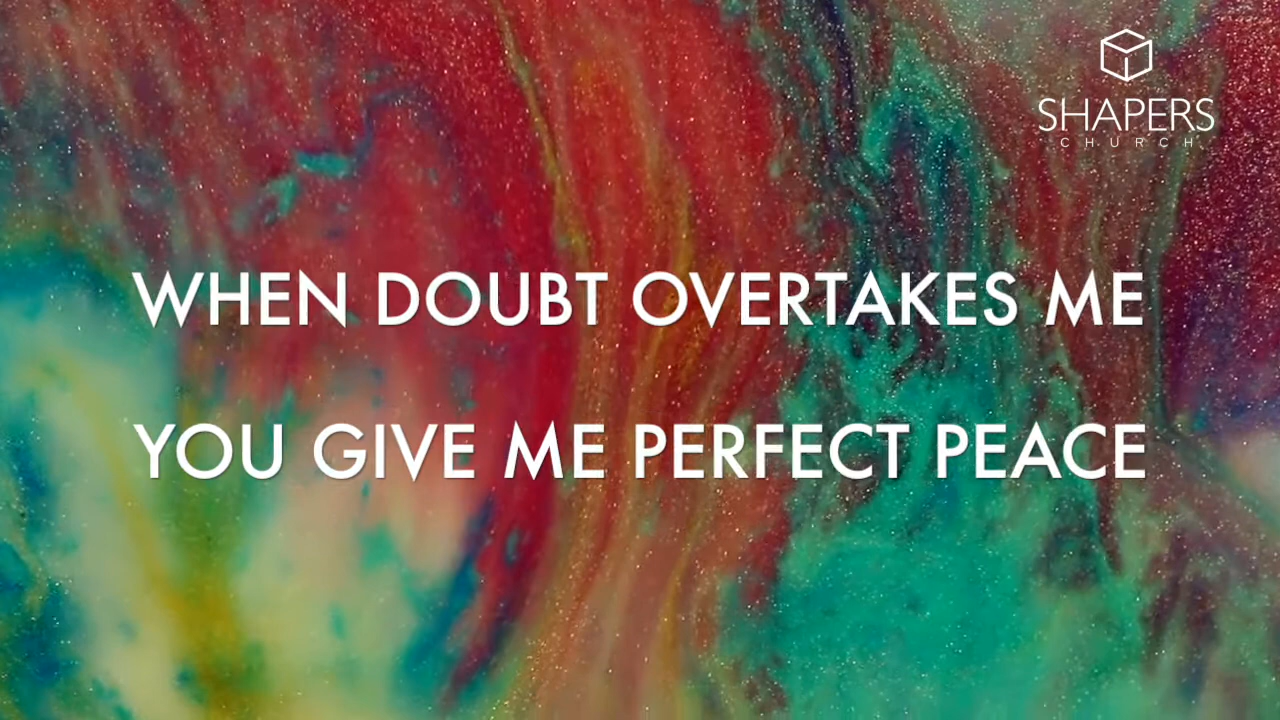 SHAPERS
CHURCH
WHEN DOUBT OVERTAKES ME
YOU GIVE ME PERFECT PEACE